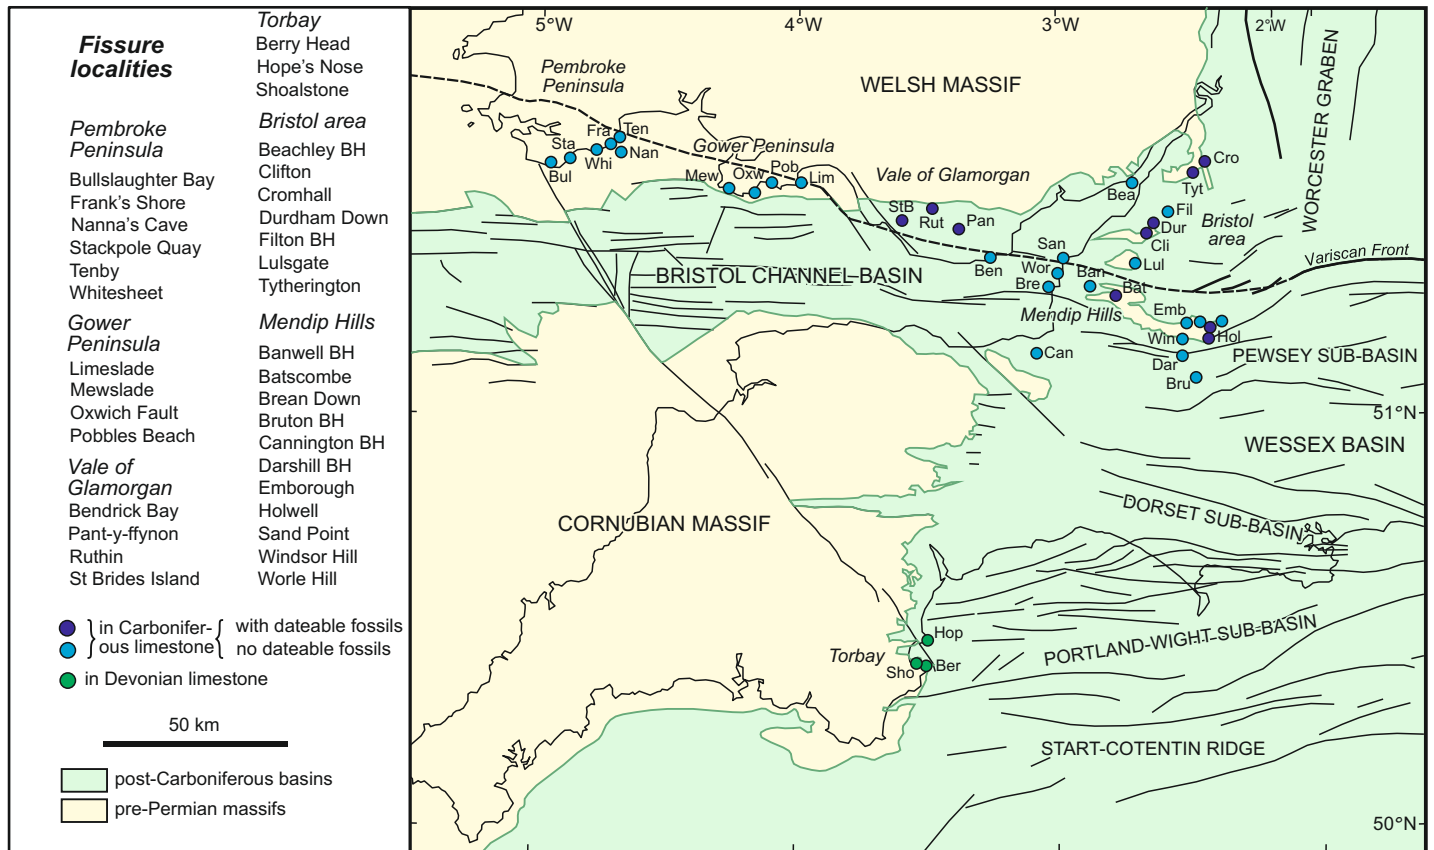 Fissure
localities
Pembroke
Peninsula
Bullslaughter Bay
Frank's Shore
Nanna's Cave
Stackpole Quay
Tenby
Whitesheet
Gower
Peninsula
Limeslade
Mewslade
Oxwich Fault
Pobbles Beach
Vale of
Glamorgan
Bendrick Bay
Pant-y-ffynon
Ruthin
St Brides Island
Torbay
Berry Head
Hope's Nose
Shoalstone
Bristol area
Beachley BH
Clifton
Cromhall
Durdham Down
Filton BH
Lulsgate
Tytherington
Mendip Hills
Banwell BH
Batscombe
Brean Down
Bruton BH
Cannington BH
Darshill BH
Emborough
Holwell
Sand Point
Windsor Hill
Worle Hill
in Carbonifer-
ous limestone
with dateable fossils
no dateable fossils
in Devonian limestone
50 km
post-Carboniferous basins
pre-Permian massifs
5°W
4°W
3°W
2°W
Pembroke
Peninsula
WELSH MASSIF
WORCESTER GRABEN
Fra
Ten
Sta
Whi
Nan
Bul
Gower Peninsula
Mew
Oxw
Pob
Lim
Vale of Glamorgan
StB
Rut
Pan
Cro
Tyt
Bea
Fil
Dur
Cli
Bristol
area
Lul
Variscan Front
San
Ben
Wor
Ban
Bre
Bat
BRISTOL CHANNEL BASIN
Mendip Hills
Emb
Hol
Win
Can
Dar
Bru
PEWSEY SUB-BASIN
51°N
WESSEX BASIN
DORSET SUB-BASIN
CORNUBIAN MASSIF
PORTLAND-WIGHT SUB-BASIN
Hop
Torbay
Sho
Ber
START-COTENTIN RIDGE
50°N